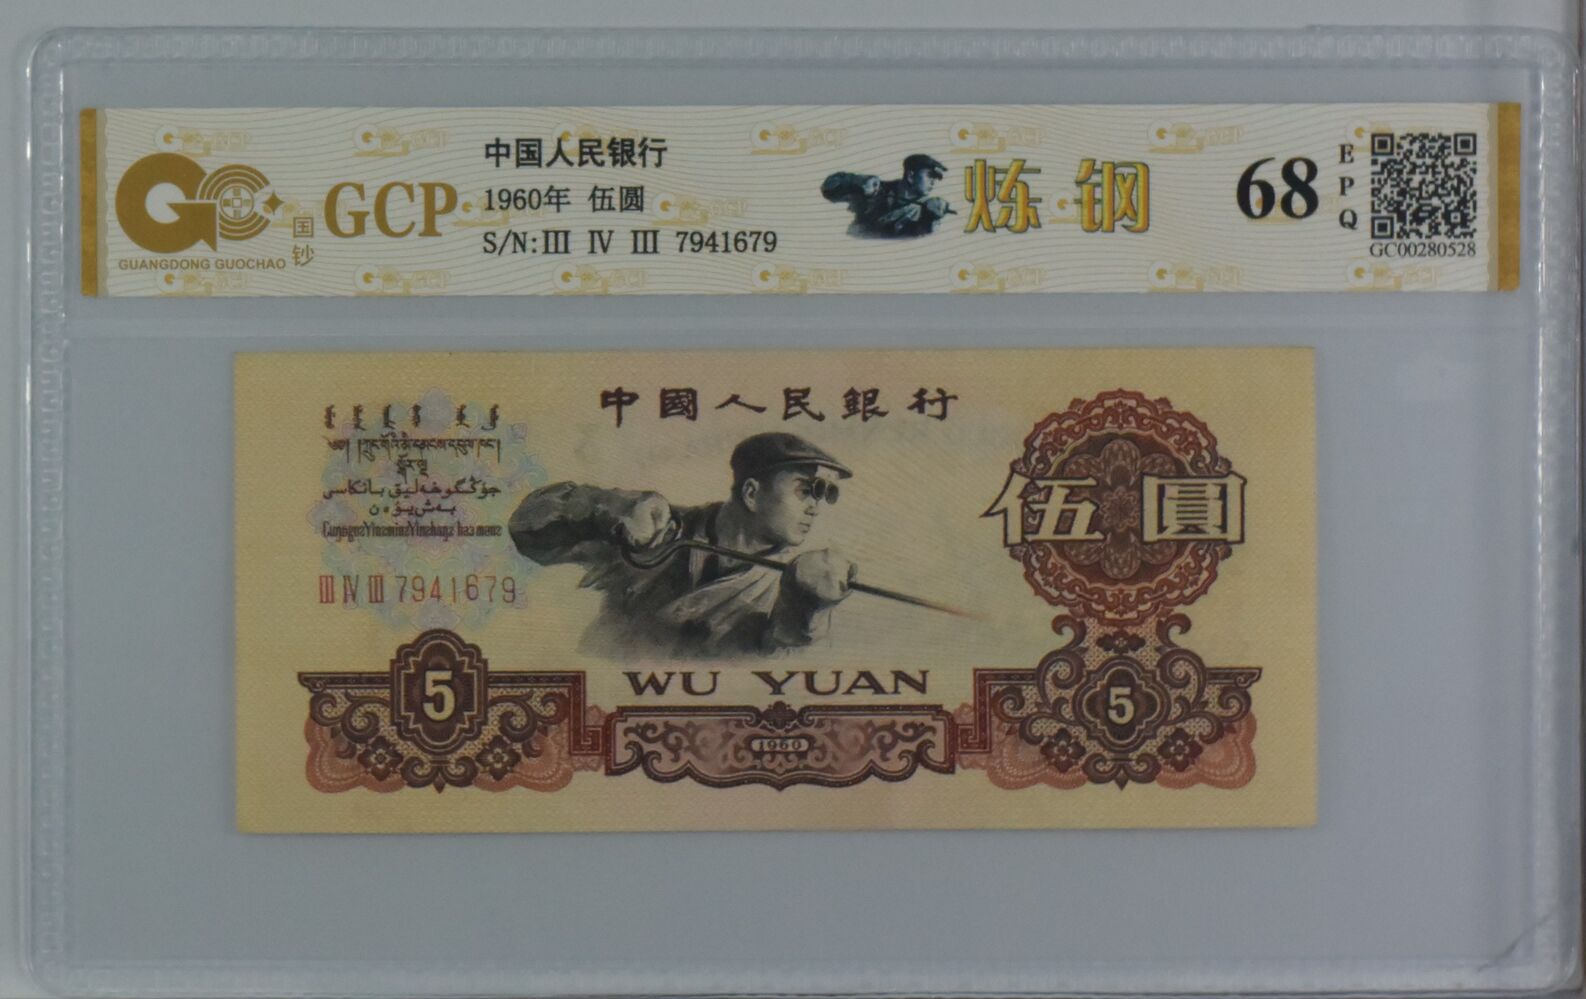 GCP
国钞
GUANGDONG GUOCHAO
中国人民银行
1960年 伍圆
S/N:Ⅲ Ⅳ Ⅲ 7941679
炼钢
68
EPQ
GC00280528
中國人民銀行
伍圓
ⅢⅣⅢ 7941679
5
WU YUAN
5
1960